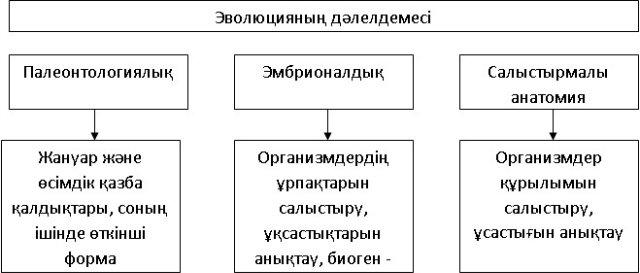 Эволюцияның дәлелдемесі
Палеонтологиялық
Эмбрионалдық
Салыстырмалы
анатомия
Жануар және
өсімдік қазба
қалдықтары, соның
ішінде өткінші
форма
Организмдердің
ұрпақтарын
салыстыру,
ұқсастықтарын
анықтау, биоген -
Организмдер
құрылымын
салыстыру,
ұсастығын анықтау